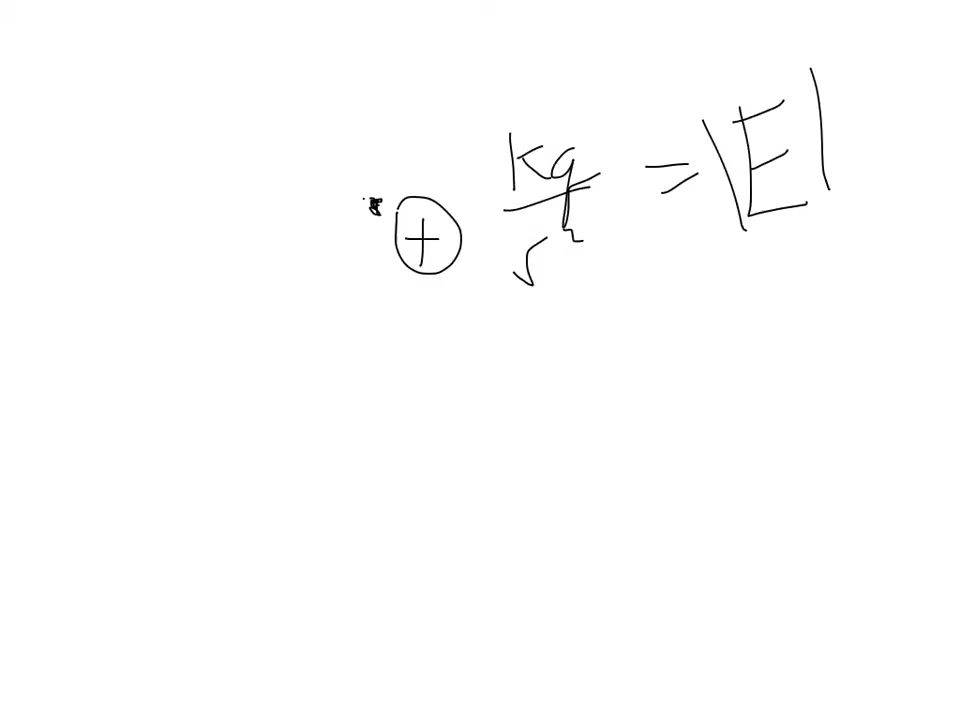 + kq/r² = |E|